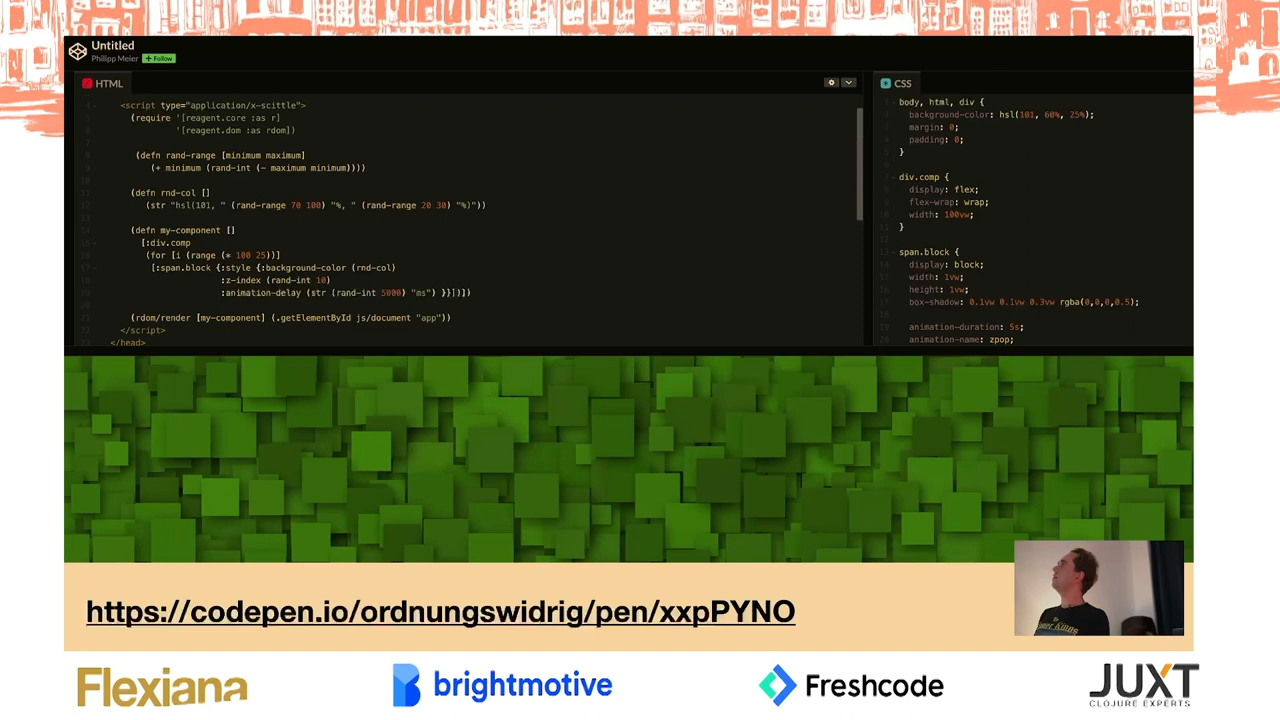 Untitled
Philipp Meier + Follow
HTML
<script type="application/x-scittle">
(require '[reagent.core :as r]
'[reagent.dom :as rdom])
(defn rand-range [minimum maximum]
(+ minimum (rand-int (- maximum minimum))))
(defn rnd-col []
(str "hsl(101, " (rand-range 70 100) "%, " (rand-range 20 30) "%)"))
(defn my-component []
[:div.comp
(for [i (range (* 100 25))]
[:span.block {:style {:background-color (rnd-col)
:z-index (rand-int 10)
:animation-delay (str (rand-int 5000) "ms") }}])])
(rdom/render [my-component] (.getElementById js/document "app"))
</script>
</head>
CSS
body, html, div {
background-color: hsl(101, 60%, 25%);
margin: 0;
padding: 0;
}
div.comp {
display: flex;
flex-wrap: wrap;
width: 100vw;
}
span.block {
display: block;
width: 1vw;
height: 1vw;
box-shadow: 0.1vw 0.1vw 0.3vw rgba(0,0,0,0.5);
animation-duration: 5s;
animation-name: zpop;
https://codepen.io/ordnungswidrig/pen/xxpPYNO
Flexiana
brightmotive
Freshcode
JUXT
CLOJURE EXPERTS